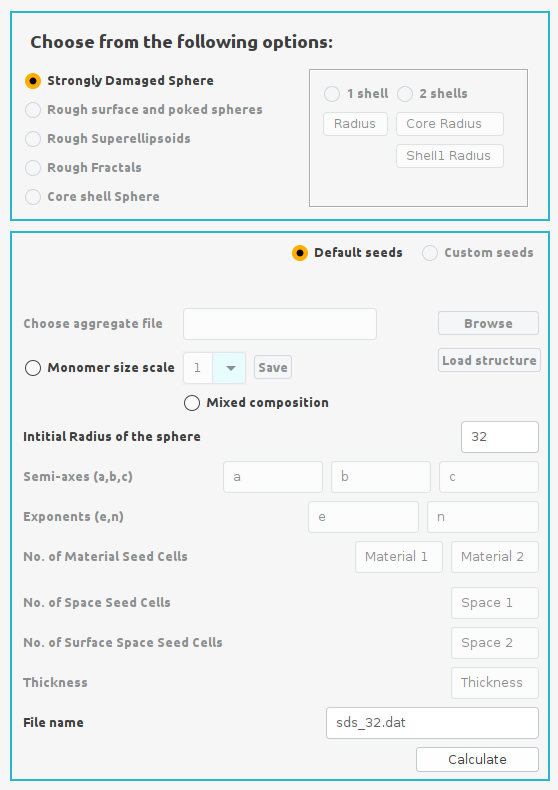 Choose from the following options:
Strongly Damaged Sphere
Rough surface and poked spheres
Rough Superellipsoids
Rough Fractals
Core shell Sphere
1 shell 2 shells
Radius Core Radius
Shell1 Radius
Default seeds Custom seeds
Choose aggregate file Browse
Monomer size scale 1 Save Load structure
Mixed composition
Intitial Radius of the sphere 32
Semi-axes (a,b,c) a b c
Exponents (e,n) e n
No. of Material Seed Cells Material 1 Material 2
No. of Space Seed Cells Space 1
No. of Surface Space Seed Cells Space 2
Thickness Thickness
File name sds_32.dat
Calculate